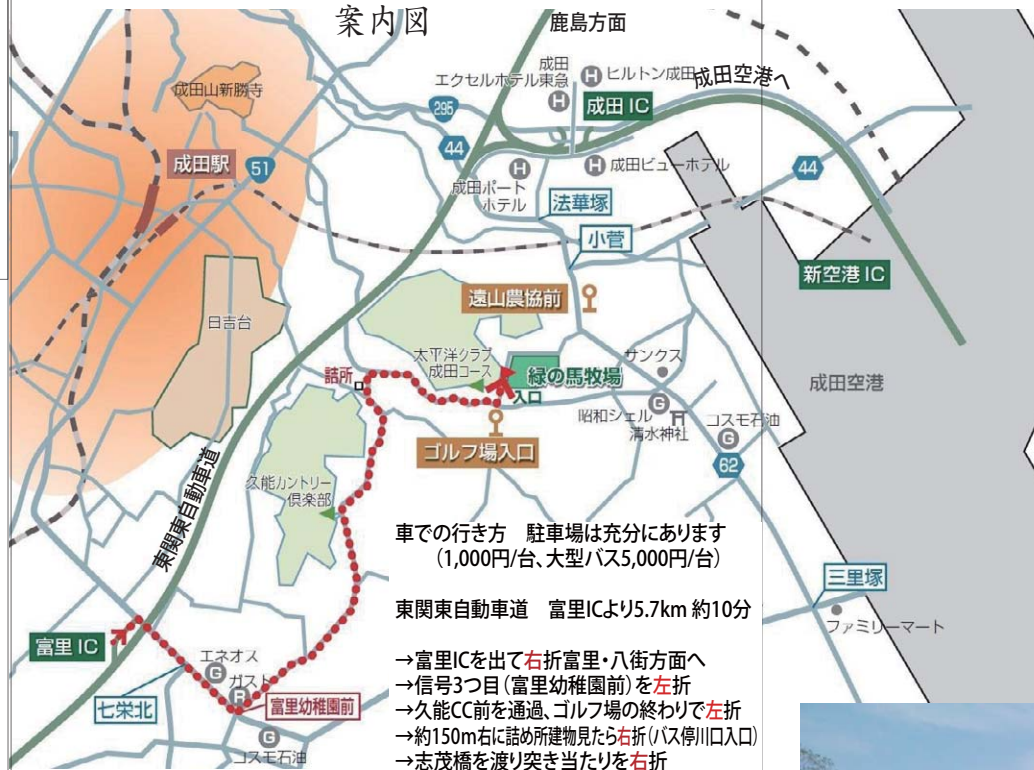 案内図
鹿島方面
成田
エクセルホテル東急
ヒルトン成田
H
H
成田空港へ
成田山新勝寺
295
成田 IC
成田駅
51
44
H
H
成田ビューホテル
44
成田ポート
ホテル
法華塚
小菅
新空港 IC
遠山農協前
日吉台
太平洋クラブ
成田コース
サンクス
詰所
緑の馬牧場
入口
成田空港
昭和シェル
G
清水神社
コスモ石油
G
ゴルフ場入口
62
東関東自動車道
久能カントリー
倶楽部
車での行き方 駐車場は充分にあります
(1,000円/台、大型バス5,000円/台)
三里塚
東関東自動車道 富里ICより5.7km 約10分
ファミリーマート
富里 IC
エネオス
G
ガスト
R
→富里ICを出て右折富里・八街方面へ
→信号3つ目(富里幼稚園前)を左折
七栄北
富里幼稚園前
→久能CC前を通過、ゴルフ場の終わりで左折
→約150m右に詰め所建物見たら右折(バス停川口入口)
G
コスモ石油
→志茂橋を渡り突き当たりを右折